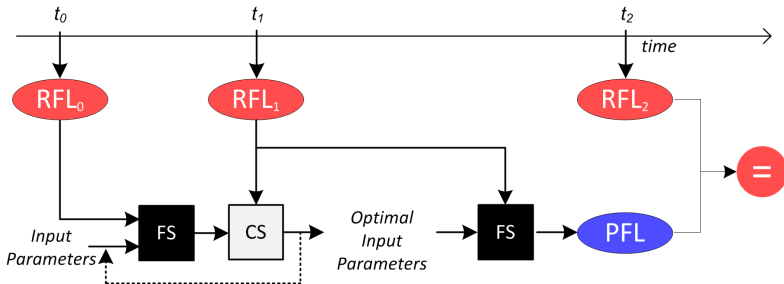 t₀ t₁ t₂
time
RFL₀ RFL₁ RFL₂
=
Input
Parameters
FS
CS
Optimal
Input
Parameters
FS
PFL